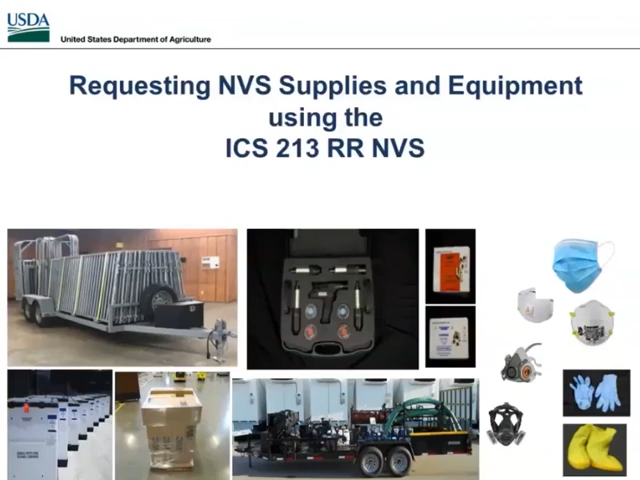 USDA
United States Department of Agriculture
Requesting NVS Supplies and Equipment
using the
ICS 213 RR NVS